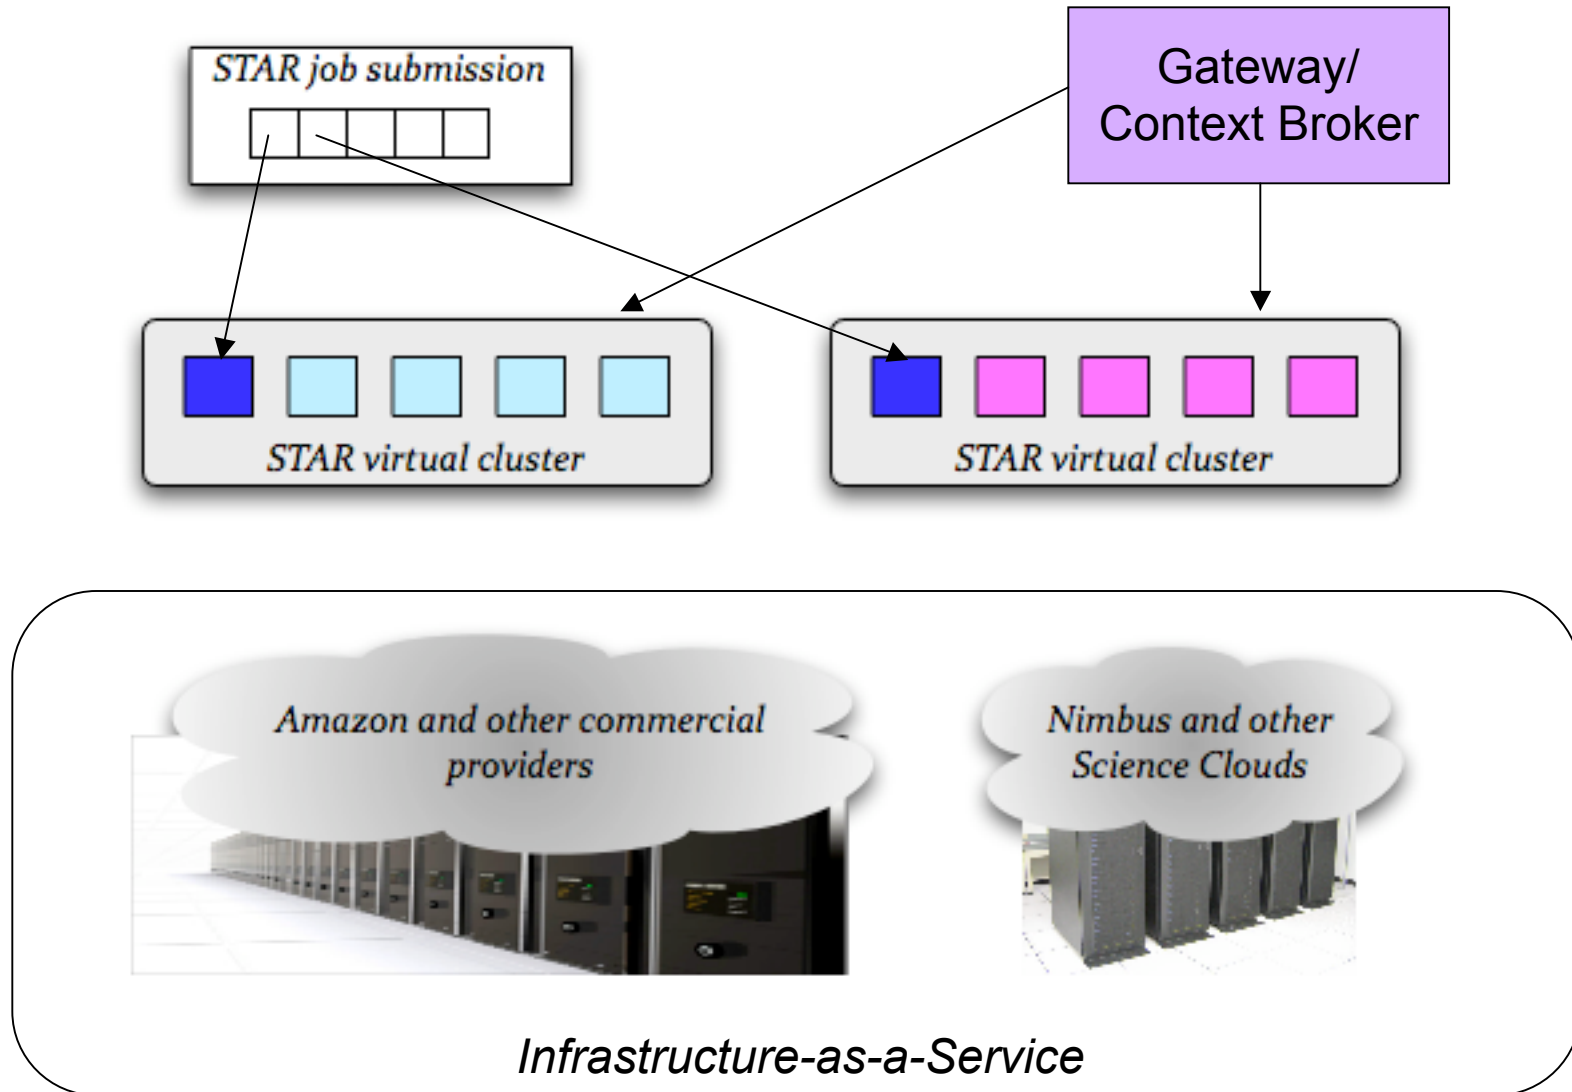 STAR job submission
Gateway/
Context Broker
STAR virtual cluster
STAR virtual cluster
Amazon and other commercial
providers
Nimbus and other
Science Clouds
Infrastructure-as-a-Service